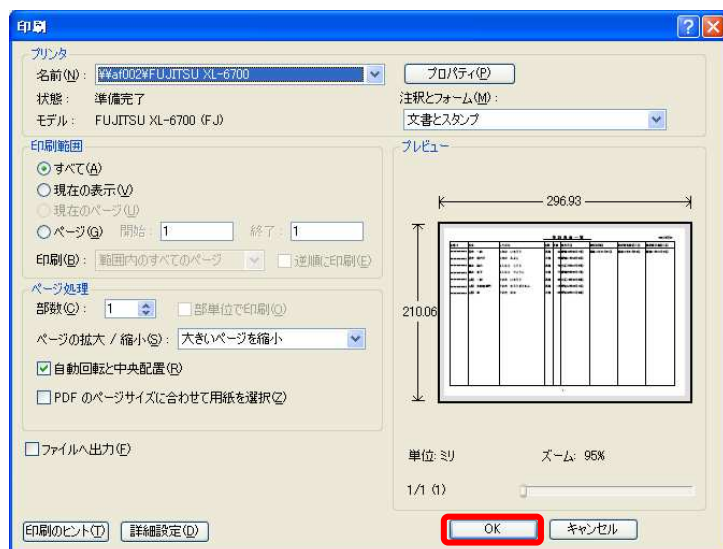 印刷
プリンタ
名前(N): ¥¥af002¥FUJITSU XL-6700 プロパティ(P)
状態: 準備完了 注釈とフォーム(M):
モデル: FUJITSU XL-6700 (FJ) 文書とスタンプ
印刷範囲 プレビュー
すべて(A)
現在の表示(V) 296.93
現在のページ(U)
ページ(G) 開始: 1 終了: 1
印刷(B): 範囲内のすべてのページ 逆順に印刷(E)
ページ処理
部数(C): 1 部単位で印刷(O) 210.06
ページの拡大 / 縮小(S): 大きいページを縮小
自動回転と中央配置(R)
PDF のページサイズに合わせて用紙を選択(Z)
ファイルへ出力(F) 単位: ミリ ズーム: 95%
1/1 (1)
印刷のヒント(T) 詳細設定(D) OK キャンセル